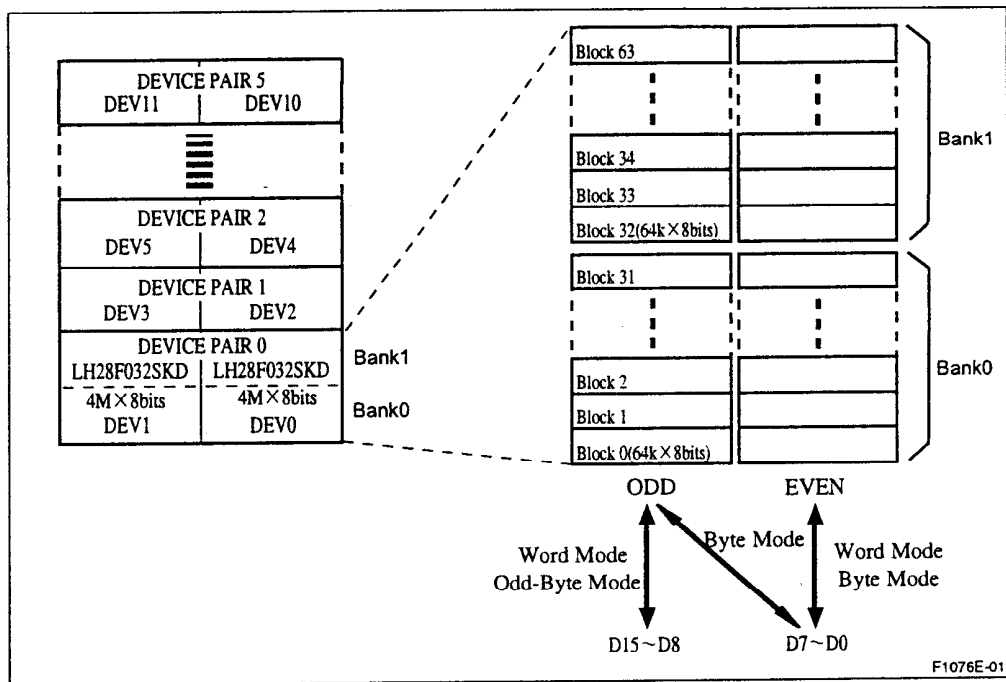 DEVICE PAIR 5
DEV11 DEV10
DEVICE PAIR 2
DEV5 DEV4
DEVICE PAIR 1
DEV3 DEV2
DEVICE PAIR 0
LH28F032SKD LH28F032SKD
4M×8bits 4M×8bits
DEV1 DEV0
Bank1
Bank0
Block 63
Block 34
Block 33
Block 32(64k×8bits)
Bank1
Block 31
Block 2
Block 1
Block 0(64k×8bits)
Bank0
ODD EVEN
Word Mode
Odd-Byte Mode
Byte Mode
Word Mode
Byte Mode
D15~D8 D7~D0
F1076E-01